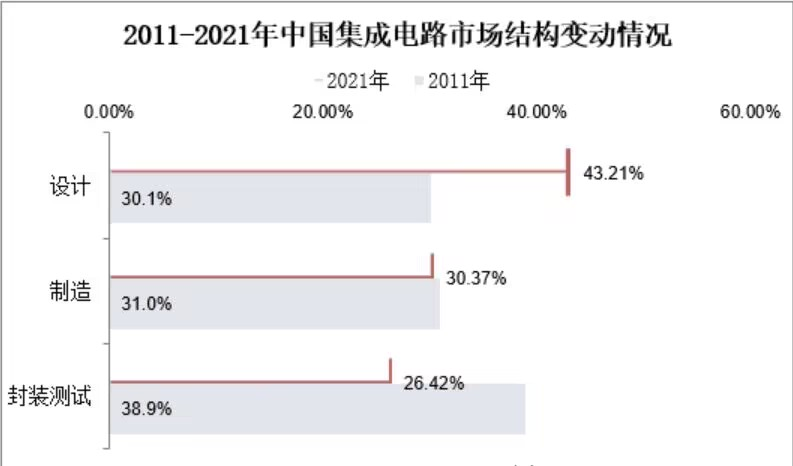 2011-2021年中国集成电路市场结构变动情况
2021年 2011年
0.00% 20.00% 40.00% 60.00%
设计
43.21%
30.1%
制造
30.37%
31.0%
封装测试
26.42%
38.9%